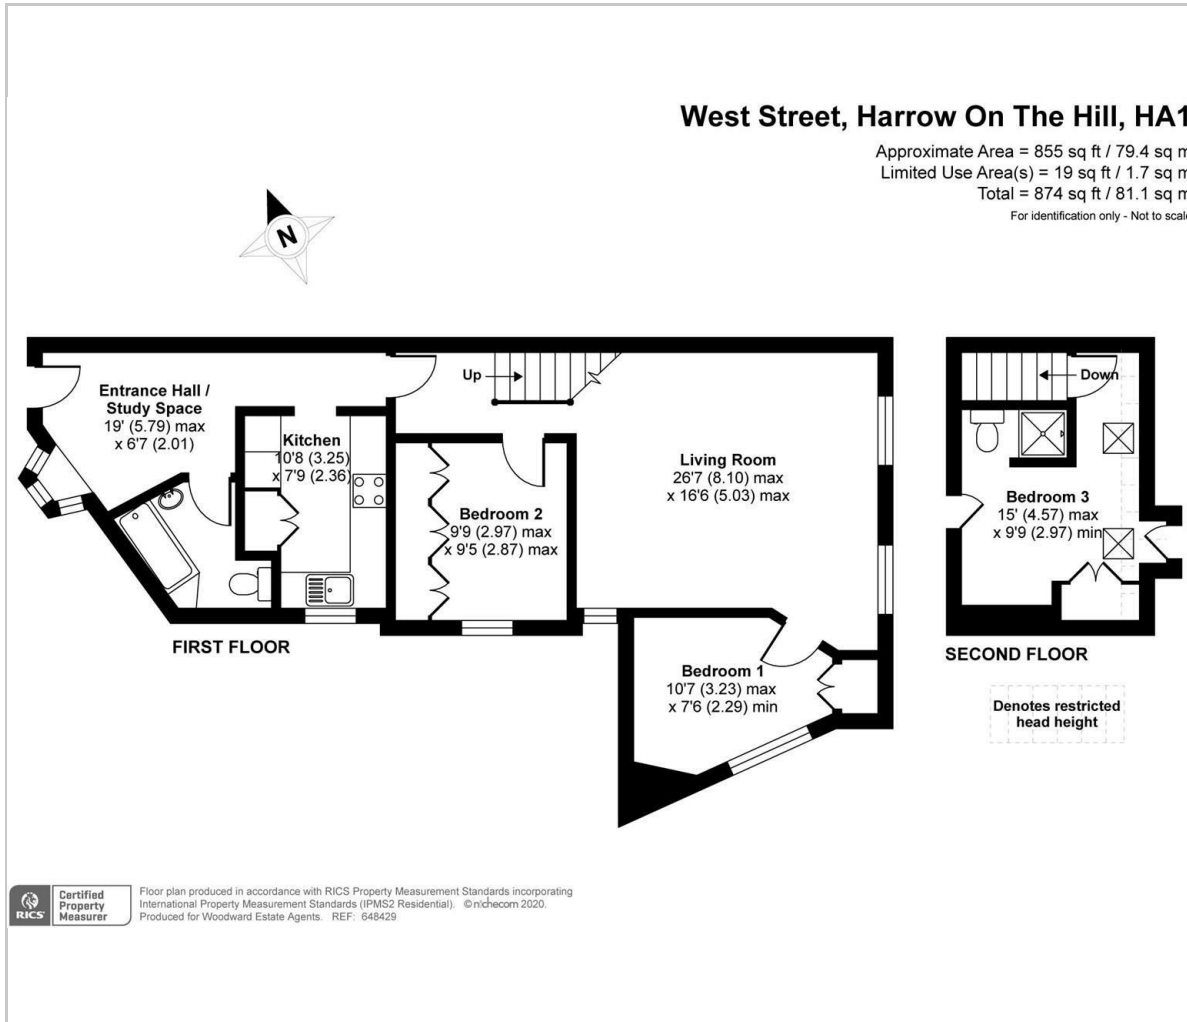 West Street, Harrow On The Hill, HA1
Approximate Area = 855 sq ft / 79.4 sq m
Limited Use Area(s) = 19 sq ft / 1.7 sq m
Total = 874 sq ft / 81.1 sq m
For identification only - Not to scale
N
Up
Down
Entrance Hall /
Study Space
19' (5.79) max
x 6'7 (2.01)
Kitchen
10'8 (3.25)
x 7'9 (2.36)
Living Room
26'7 (8.10) max
x 16'6 (5.03) max
Bedroom 2
9'9 (2.97) max
x 9'5 (2.87) max
Bedroom 3
15' (4.57) max
x 9'9 (2.97) min
Bedroom 1
10'7 (3.23) max
x 7'6 (2.29) min
FIRST FLOOR
SECOND FLOOR
Denotes restricted
head height
RICS
Certified
Property
Measurer
Floor plan produced in accordance with RICS Property Measurement Standards incorporating
International Property Measurement Standards (IPMS2 Residential). © nichecom 2020.
Produced for Woodward Estate Agents. REF: 648429